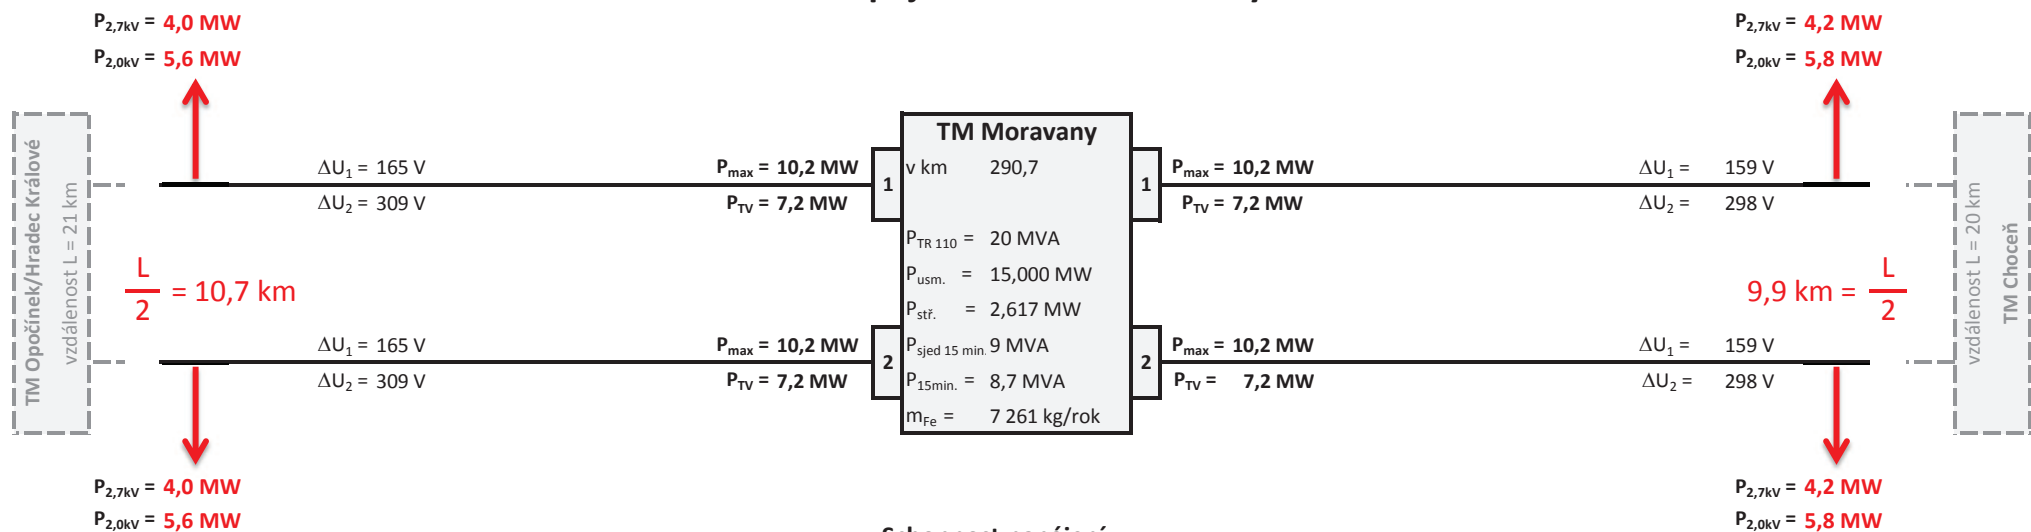 P2,7kV = 4,0 MW
P2,0kV = 5,6 MW
P2,7kV = 4,2 MW
P2,0kV = 5,8 MW
TM Opočínek/Hradec Králové
vzdálenost L = 21 km
ΔU1 = 165 V
ΔU2 = 309 V
Pmax = 10,2 MW
PTV = 7,2 MW
1
TM Moravany
v km 290,7
PTR 110 = 20 MVA
Pusm. = 15,000 MW
Pstř. = 2,617 MW
Psjed 15 min. 9 MVA
P15min. = 8,7 MVA
mFe = 7 261 kg/rok
1
Pmax = 10,2 MW
PTV = 7,2 MW
ΔU1 = 159 V
ΔU2 = 298 V
vzdálenost L = 20 km
TM Choceň
L
2
= 10,7 km
9,9 km =
L
2
ΔU1 = 165 V
ΔU2 = 309 V
Pmax = 10,2 MW
PTV = 7,2 MW
2
2
Pmax = 10,2 MW
PTV = 7,2 MW
ΔU1 = 159 V
ΔU2 = 298 V
P2,7kV = 4,0 MW
P2,0kV = 5,6 MW
P2,7kV = 4,2 MW
P2,0kV = 5,8 MW